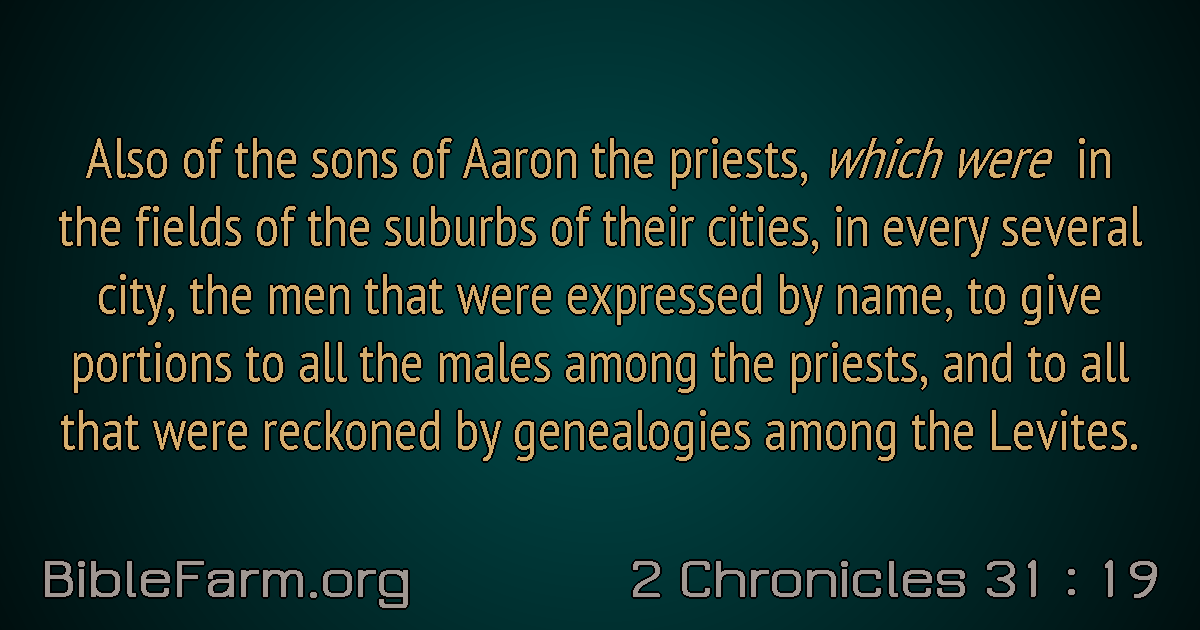 Also of the sons of Aaron the priests, which were in
the fields of the suburbs of their cities, in every several
city, the men that were expressed by name, to give
portions to all the males among the priests, and to all
that were reckoned by genealogies among the Levites.
BibleFarm.org
2 Chronicles 31 : 19